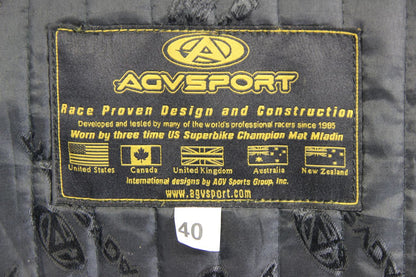 AGVSPORT
Race Proven Design and Construction
Developed and tested by many of the world's professional racers since 1985
Worn by three time US Superbike Champion Mat Mladin
United States Canada United Kingdom Australia New Zealand
International designs by AGV Sports Group, Inc.
www.agvsport.com
40